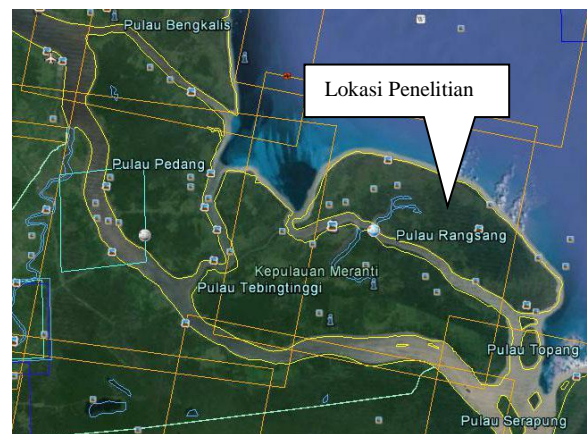 Pulau Bengkalis
Lokasi Penelitian
Pulau Pedang
Pulau Rangsang
Kepulauan Meranti
Pulau Tebingtinggi
Pulau Topang
Pulau Serapung